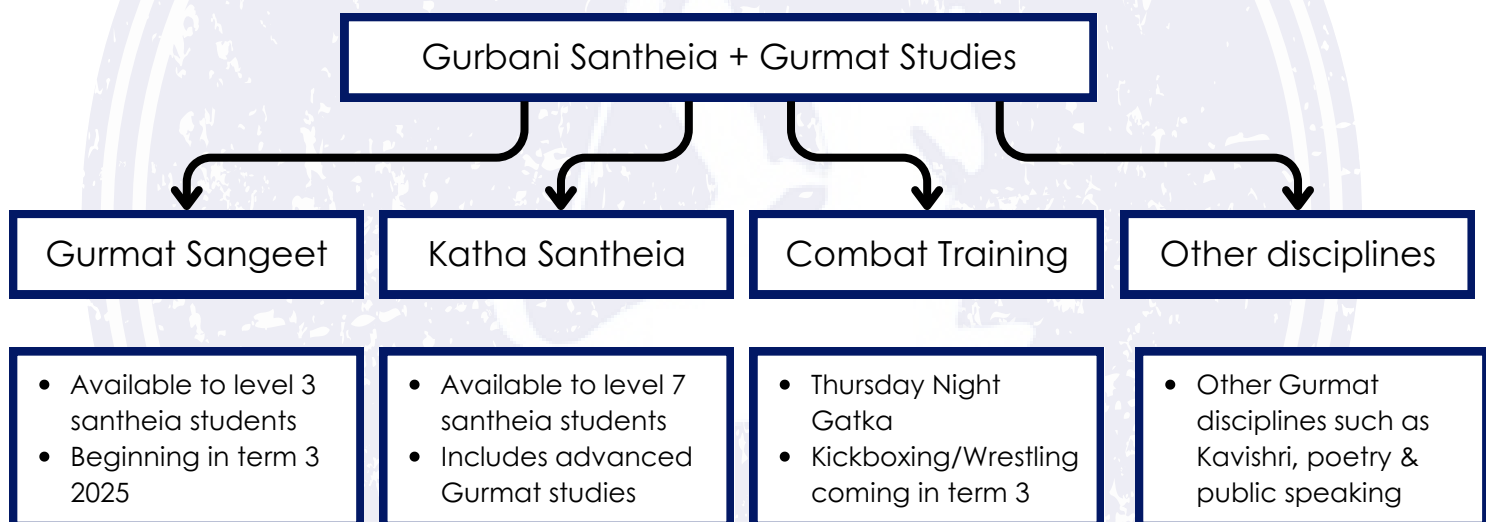 Gurbani Santheia + Gurmat Studies
Gurmat Sangeet
Katha Santheia
Combat Training
Other disciplines
• Available to level 3
santheia students
• Beginning in term 3
2025
• Available to level 7
santheia students
• Includes advanced
Gurmat studies
• Thursday Night
Gatka
• Kickboxing/Wrestling
coming in term 3
• Other Gurmat
disciplines such as
Kavishri, poetry &
public speaking